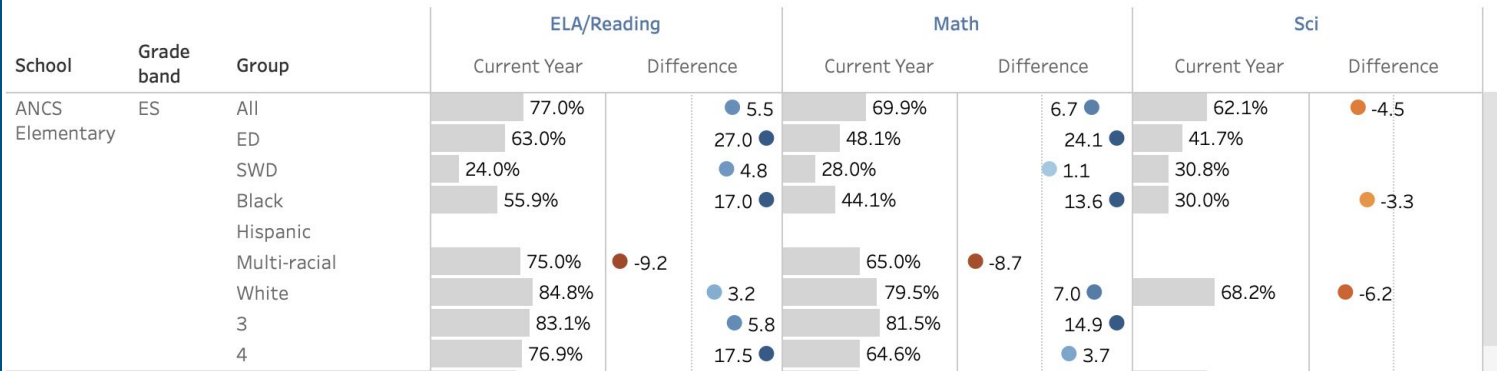 ELA/Reading Math Sci
School Grade band Group Current Year Difference Current Year Difference Current Year Difference
ANCS Elementary ES All 77.0% 5.5 69.9% 6.7 62.1% -4.5
ED 63.0% 27.0 48.1% 24.1 41.7%
SWD 24.0% 4.8 28.0% 1.1 30.8%
Black 55.9% 17.0 44.1% 13.6 30.0% -3.3
Hispanic
Multi-racial 75.0% -9.2 65.0% -8.7
White 84.8% 3.2 79.5% 7.0 68.2% -6.2
3 83.1% 5.8 81.5% 14.9
4 76.9% 17.5 64.6% 3.7